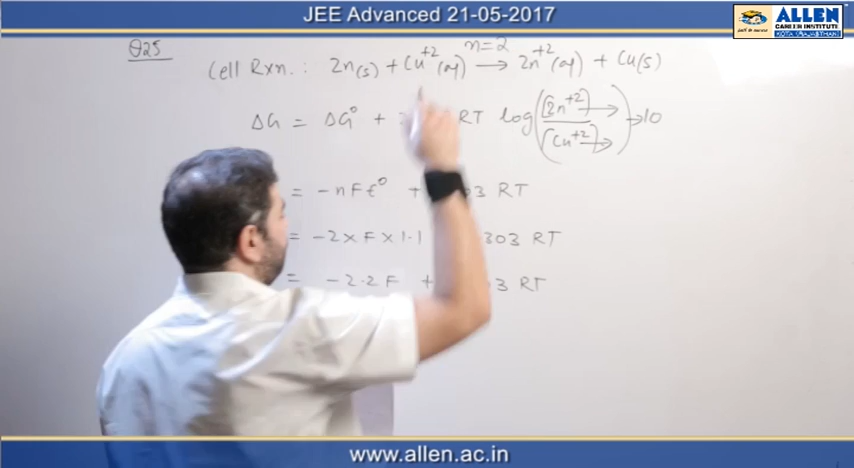 JEE Advanced 21-05-2017
ALLEN
CAREER INSTITUTE
KOTA (RAJASTHAN)
Q25
n=2
Cell Rxn.: Zn(s) + Cu⁺²(aq) → Zn⁺²(aq) + Cu(s)
ΔG = ΔG° + RT log([Zn⁺²]/[Cu⁺²]) → 10
= -nFE° + 03 RT
= -2×F×1.1 303 RT
= -2.2F + 3 RT
www.allen.ac.in